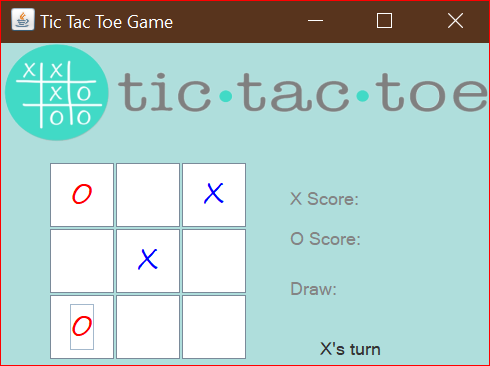 Tic Tac Toe Game
X X
X O
O O
tic•tac•toe
O X
X
O
X Score:
O Score:
Draw:
X's turn